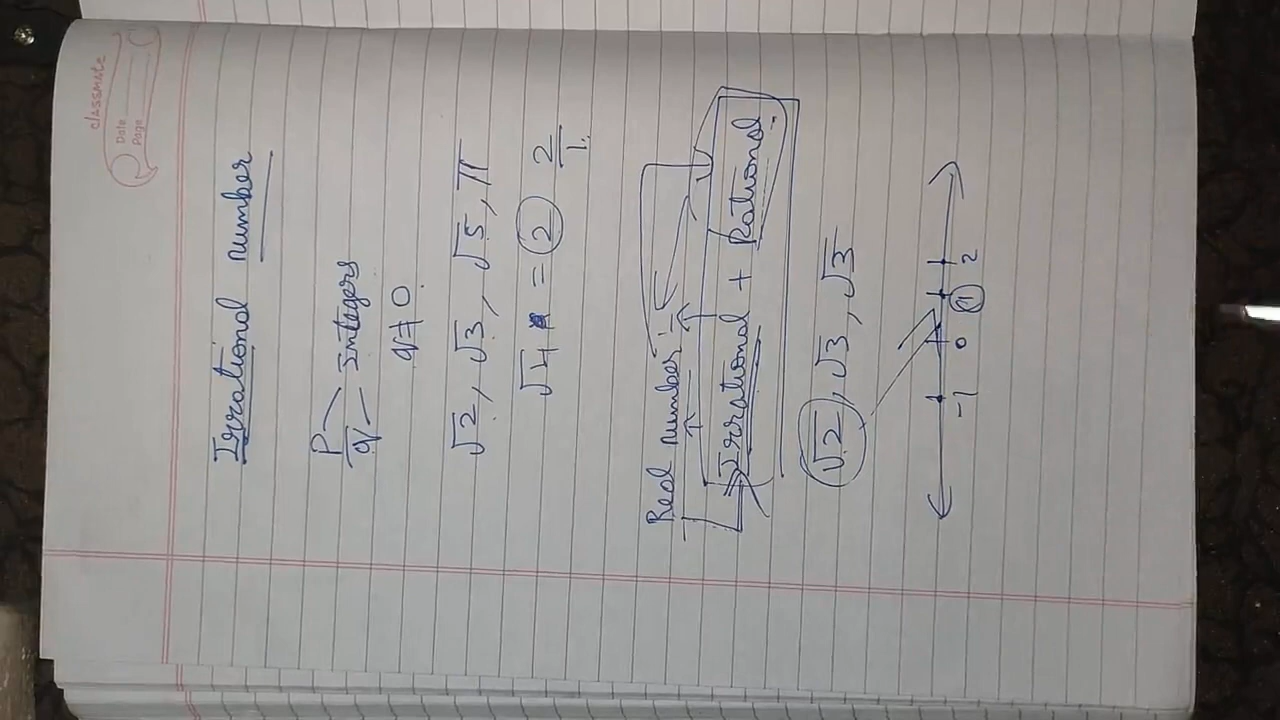 classmate
Date
Page
Irrational number
P/q Integers
q ≠ 0
√2, √3, √5, π
√4 = 2 2/1
Real number :-
Irrational + Rational.
√2, √3, √3
-1 0 1 2